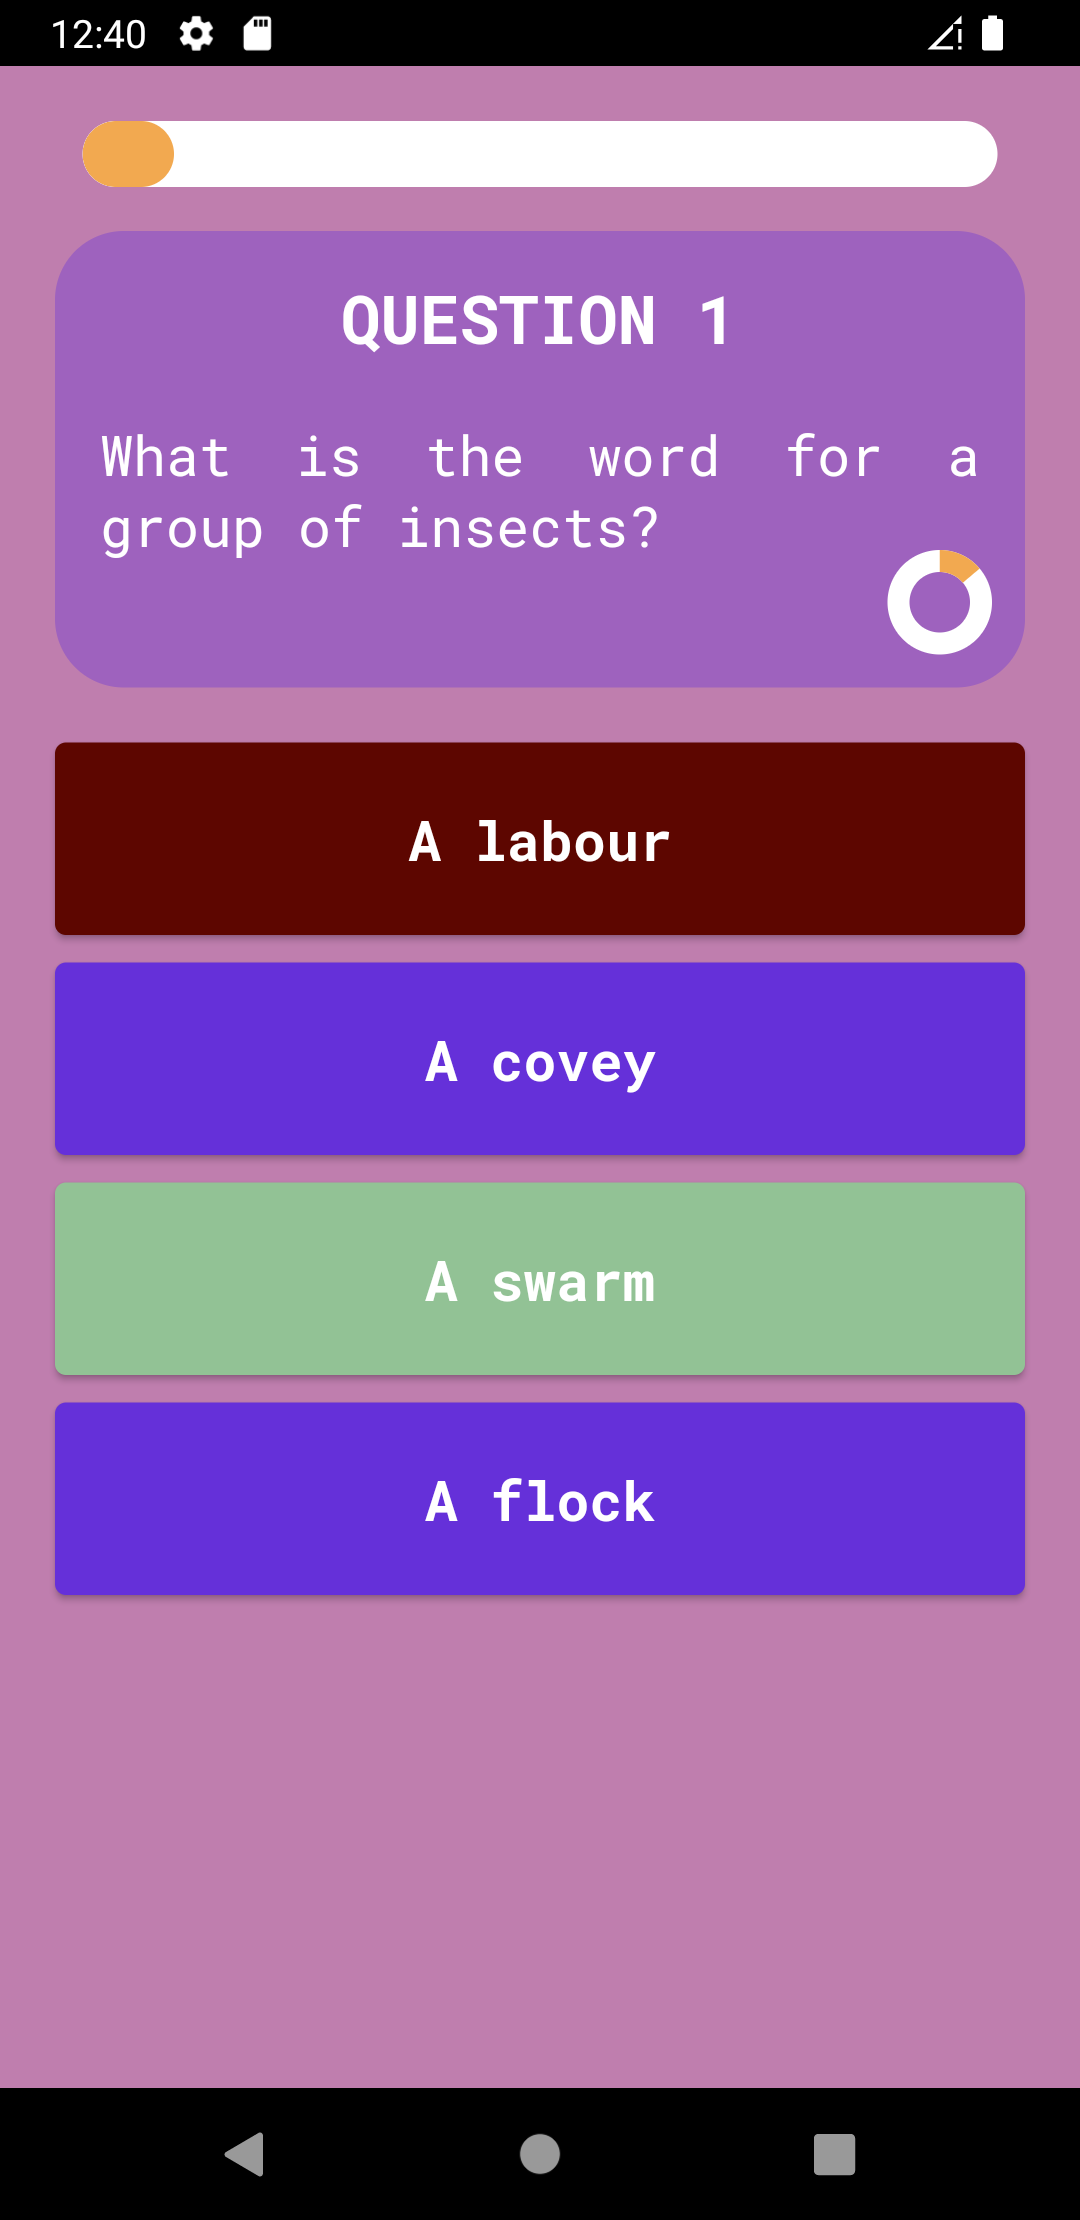 12:40
QUESTION 1
What is the word for a
group of insects?
A labour
A covey
A swarm
A flock